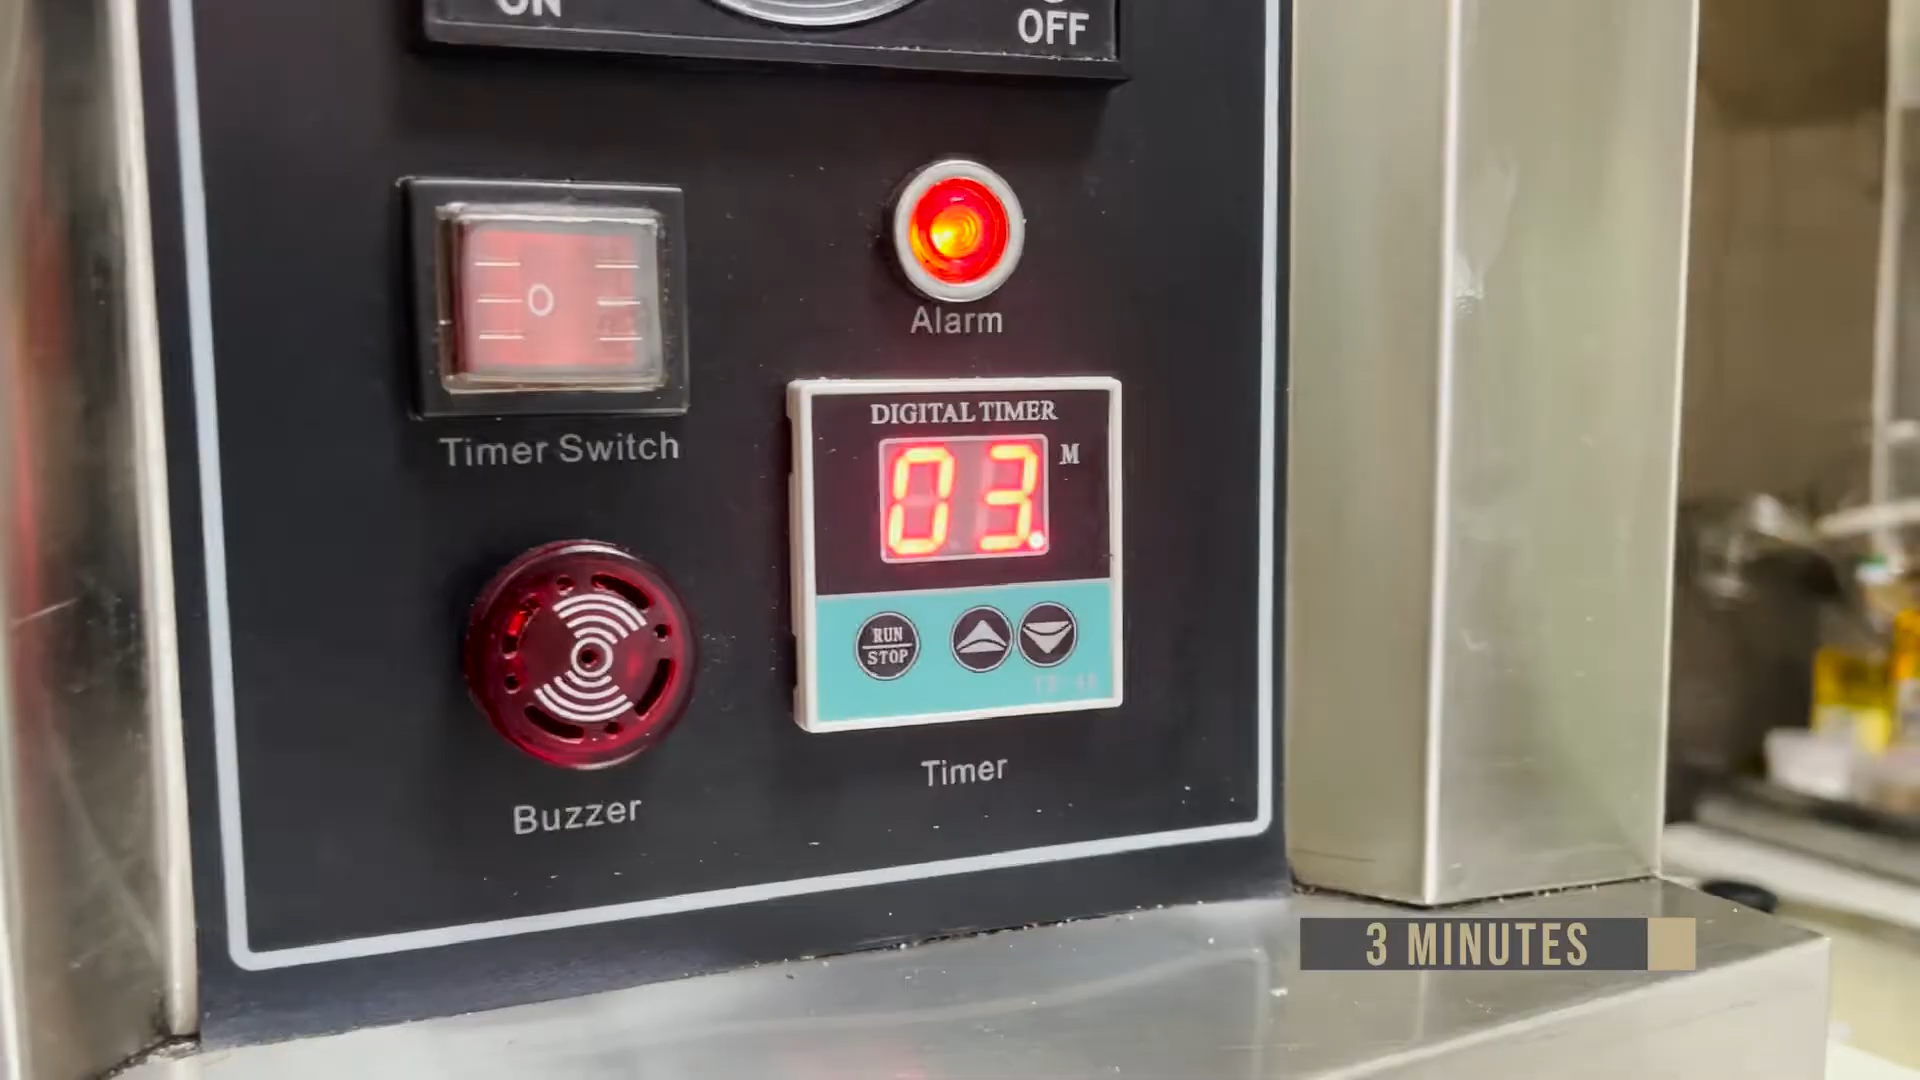 ON
OFF
Alarm
Timer Switch
DIGITAL TIMER
03.
M
RUN
STOP
Timer
Buzzer
3 MINUTES